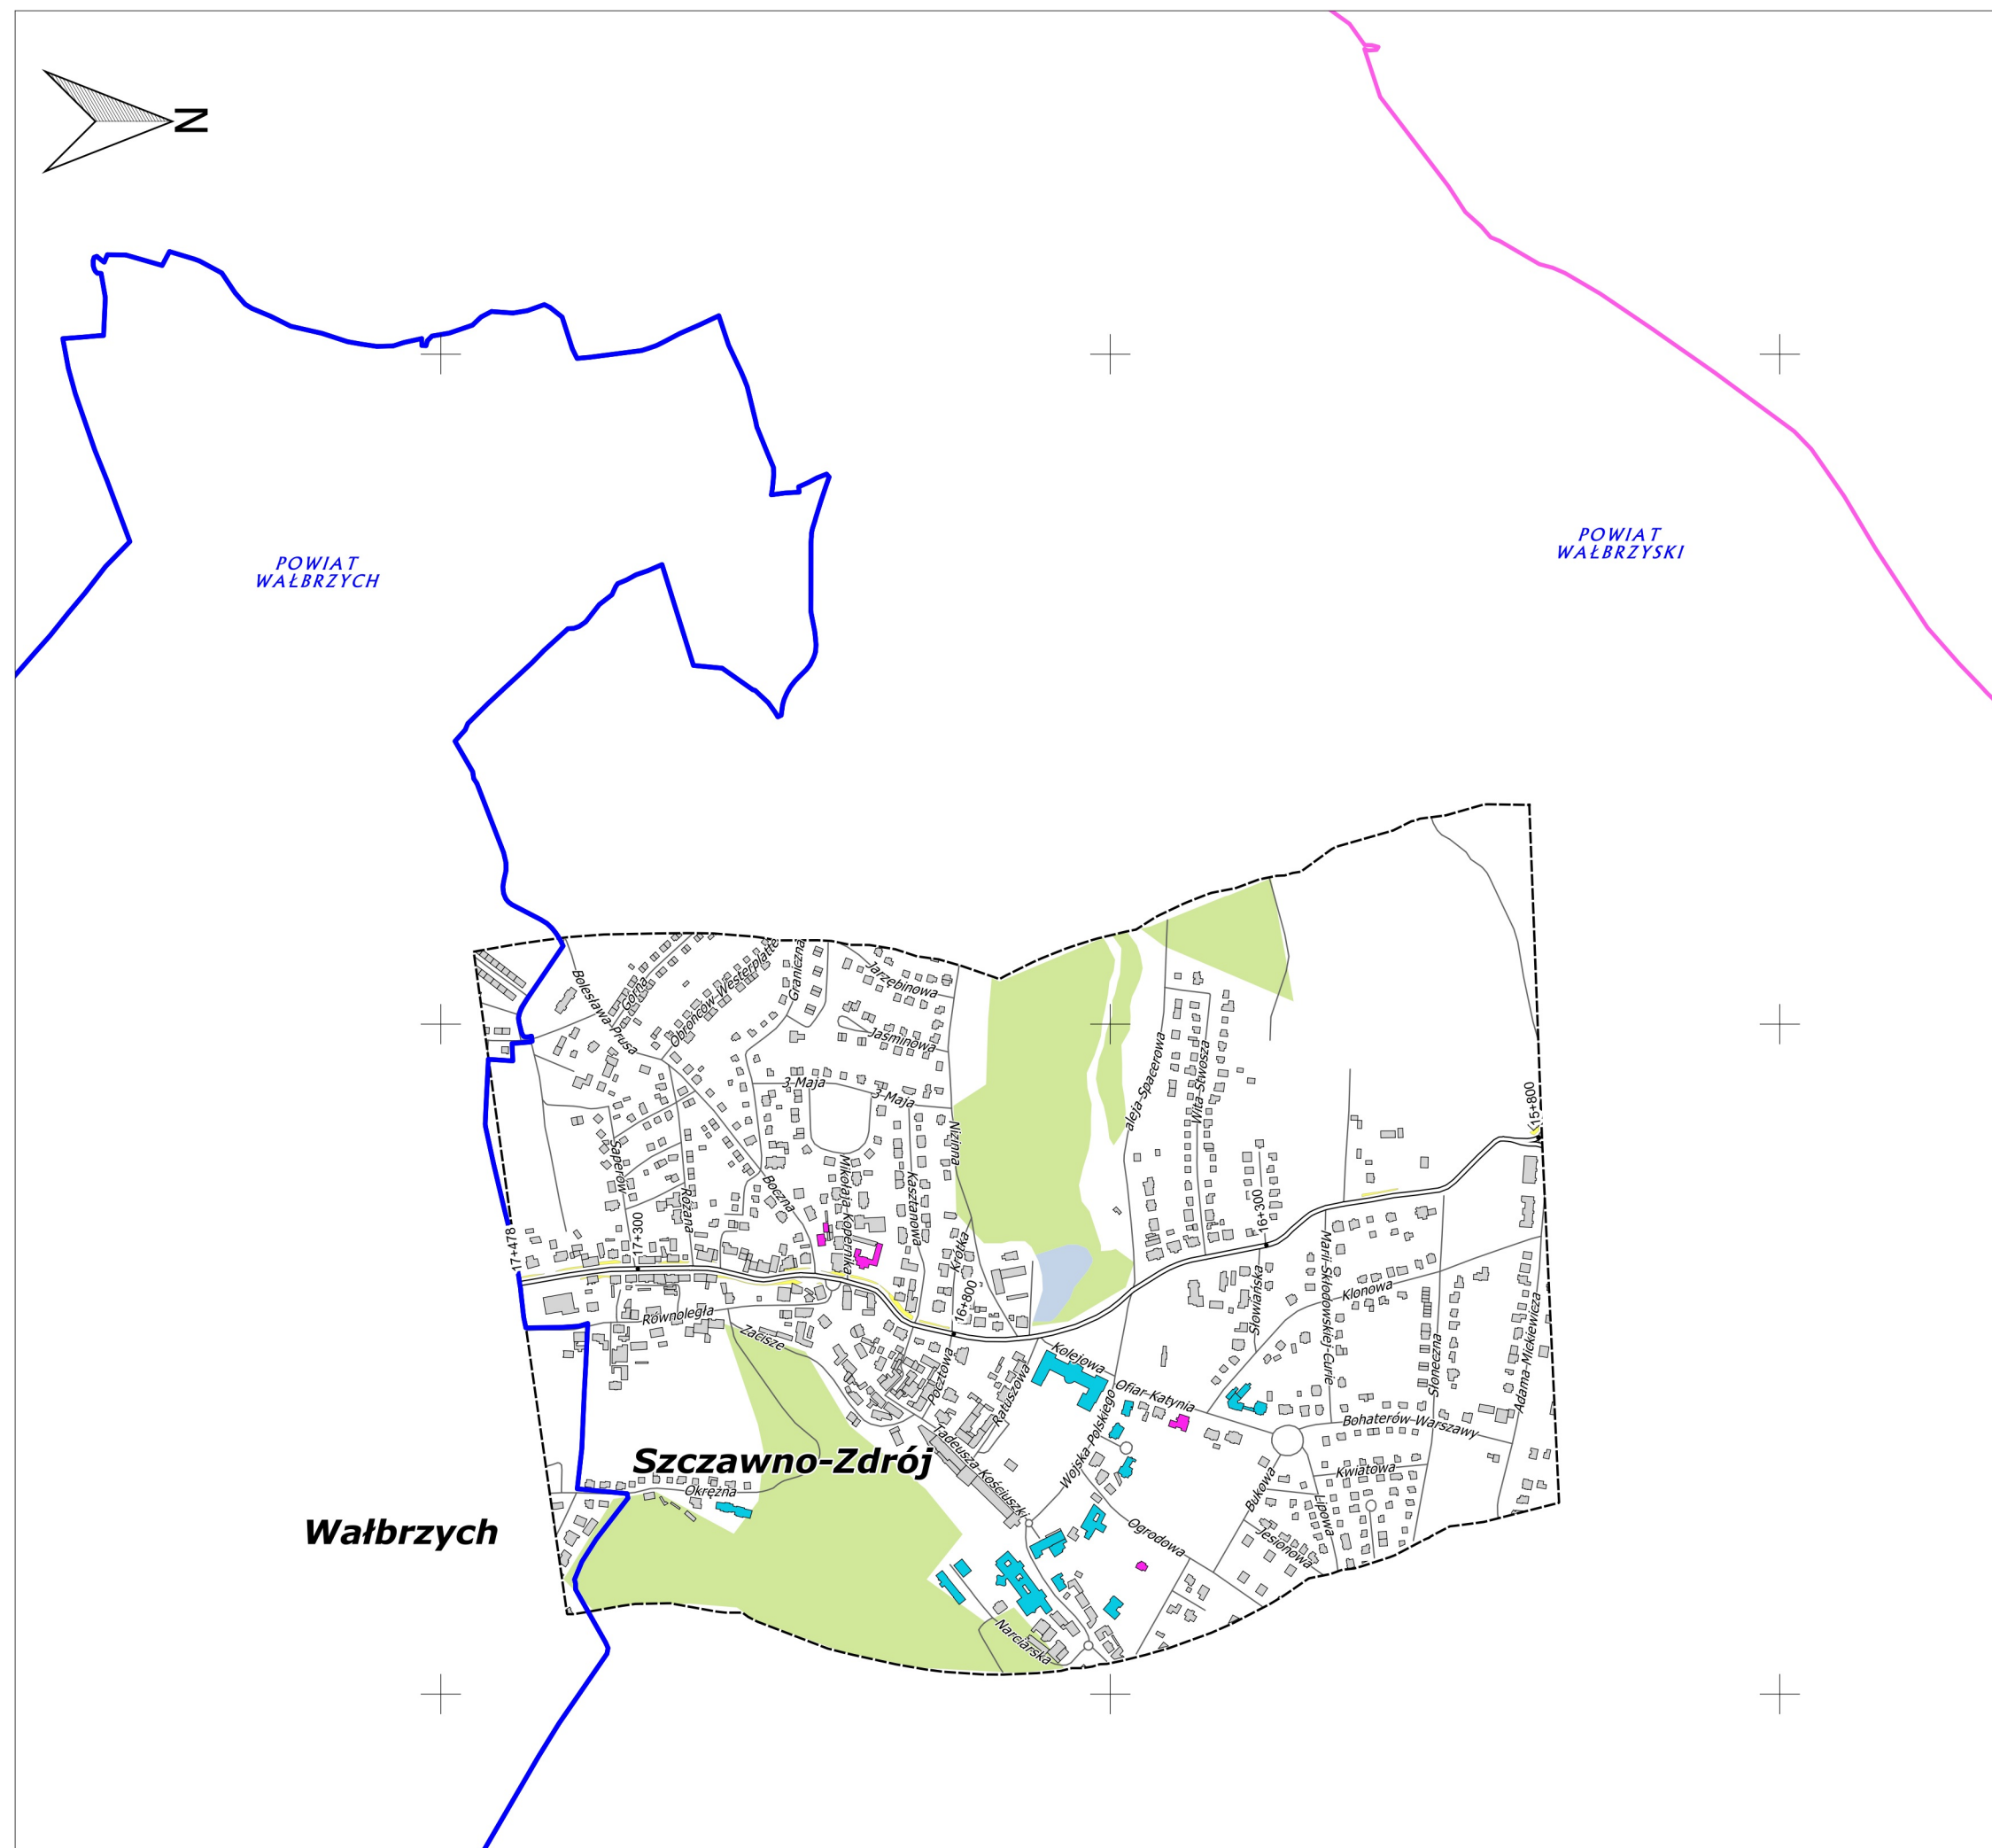 N
POWIAT
WAŁBRZYCH
POWIAT
WAŁBRZYSKI
Bolesława Prusa
Górna
Obrońców Westerplatte
Graniczna
Jarzębinowa
Jaśminowa
3 Maja
3 Maja
Nizinna
aleja Spacerowa
Wita Stwosza
15+800
Saperów
Różana
Boczna
Mikołaja Kopernika
Kasztanowa
Krótka
17+478
17+300
16+800
16+300
Równoległa
Zacisze
Pocztowa
Ratuszowa
Kolejowa
Ofiar Katynia
Wojska Polskiego
Słowiańska
Marii Skłodowskiej-Curie
Klonowa
Słoneczna
Adama Mickiewicza
Bohaterów Warszawy
Kwiatowa
Bukowa
Lipowa
Jesionowa
Ogrodowa
Tadeusza Kościuszki
Szczawno-Zdrój
Okrężna
Wałbrzych
Narciarska